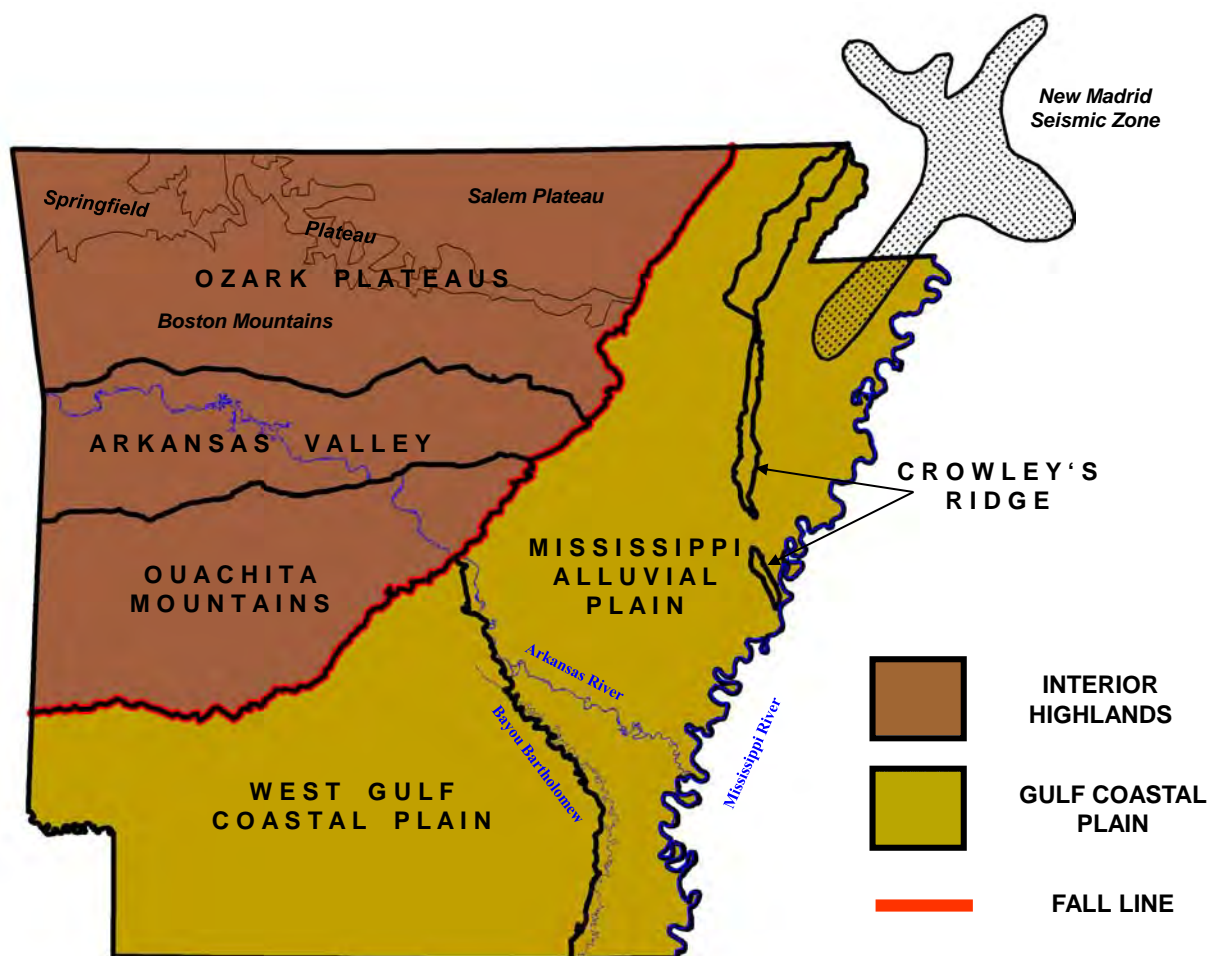 New Madrid
Seismic Zone
Springfield
Plateau
Salem Plateau
OZARK PLATEAUS
Boston Mountains
ARKANSAS VALLEY
OUACHITA
MOUNTAINS
CROWLEY‘S
RIDGE
MISSISSIPPI
ALLUVIAL
PLAIN
Arkansas River
Bayou Bartholomew
Mississippi River
WEST GULF
COASTAL PLAIN
INTERIOR
HIGHLANDS
GULF COASTAL
PLAIN
FALL LINE